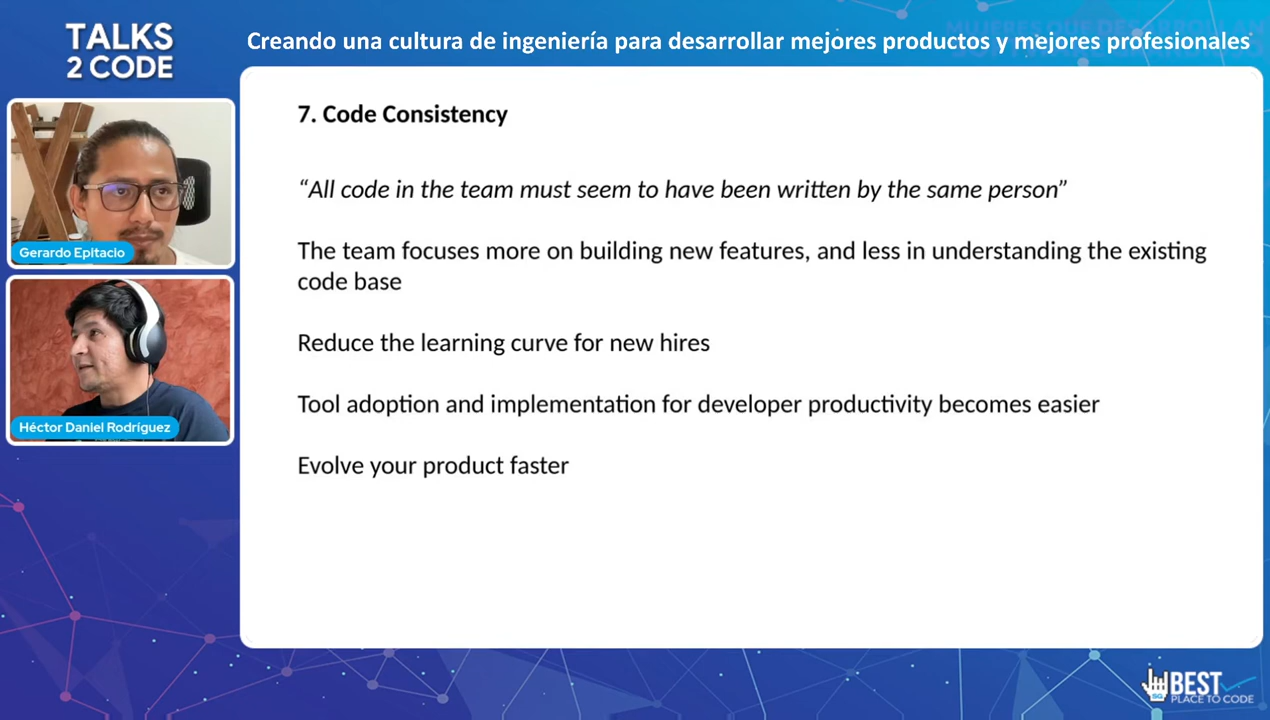 TALKS
2 CODE
Creando una cultura de ingeniería para desarrollar mejores productos y mejores profesionales
Gerardo Epitacio
Héctor Daniel Rodríguez
7. Code Consistency
“All code in the team must seem to have been written by the same person”
The team focuses more on building new features, and less in understanding the existing
code base
Reduce the learning curve for new hires
Tool adoption and implementation for developer productivity becomes easier
Evolve your product faster
SG
BEST
PLACE TO CODE